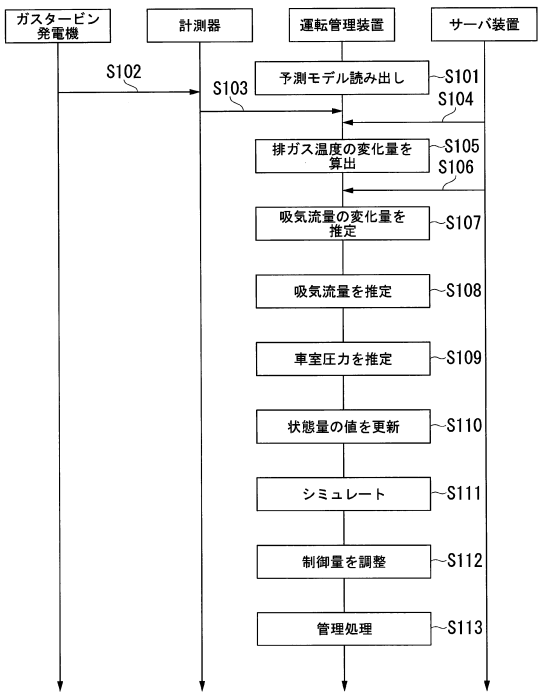 ガスタービン
発電機
計測器
運転管理装置
サーバ装置
S102
予測モデル読み出し
S101
S103
S104
排ガス温度の変化量を
算出
S105
S106
吸気流量の変化量を
推定
S107
吸気流量を推定
S108
車室圧力を推定
S109
状態量の値を更新
S110
シミュレート
S111
制御量を調整
S112
管理処理
S113